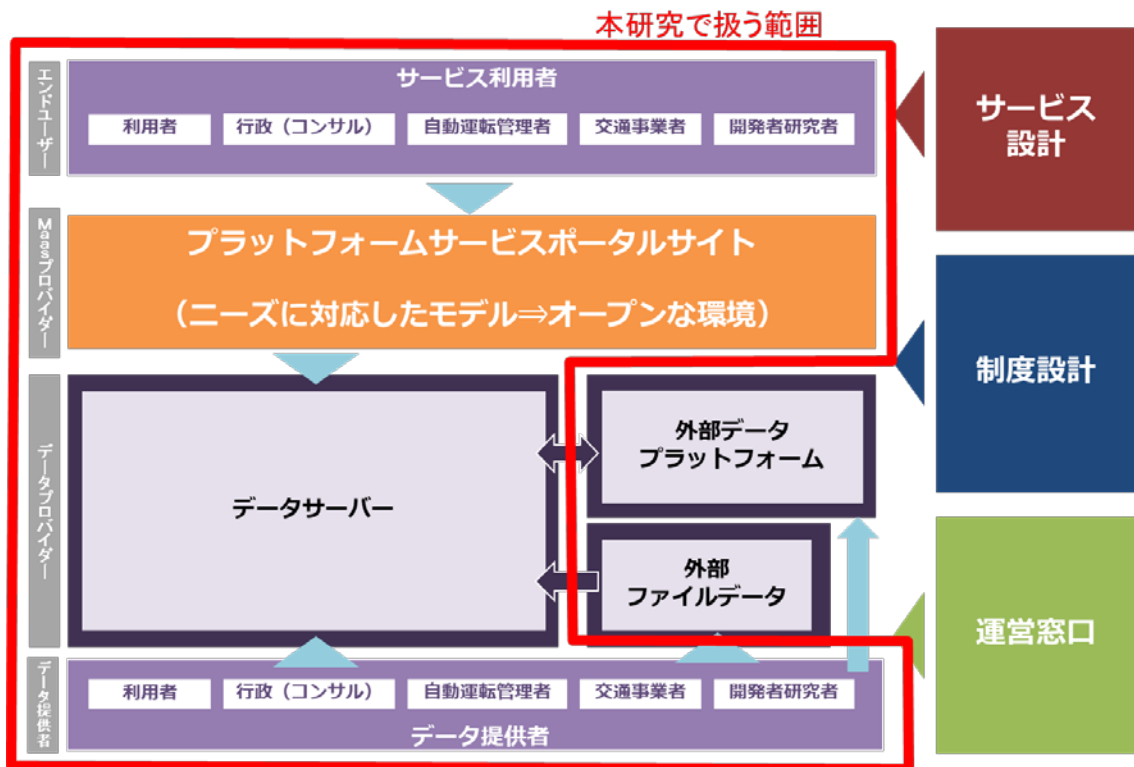 本研究で扱う範囲
エンドユーザー
サービス利用者
利用者
行政（コンサル）
自動運転管理者
交通事業者
開発者研究者
サービス
設計
Maasプロバイダー
プラットフォームサービスポータルサイト
（ニーズに対応したモデル⇒オープンな環境）
制度設計
データプロバイダー
データサーバー
外部データ
プラットフォーム
外部
ファイルデータ
運営窓口
データ提供者
利用者
行政（コンサル）
自動運転管理者
交通事業者
開発者研究者
データ提供者